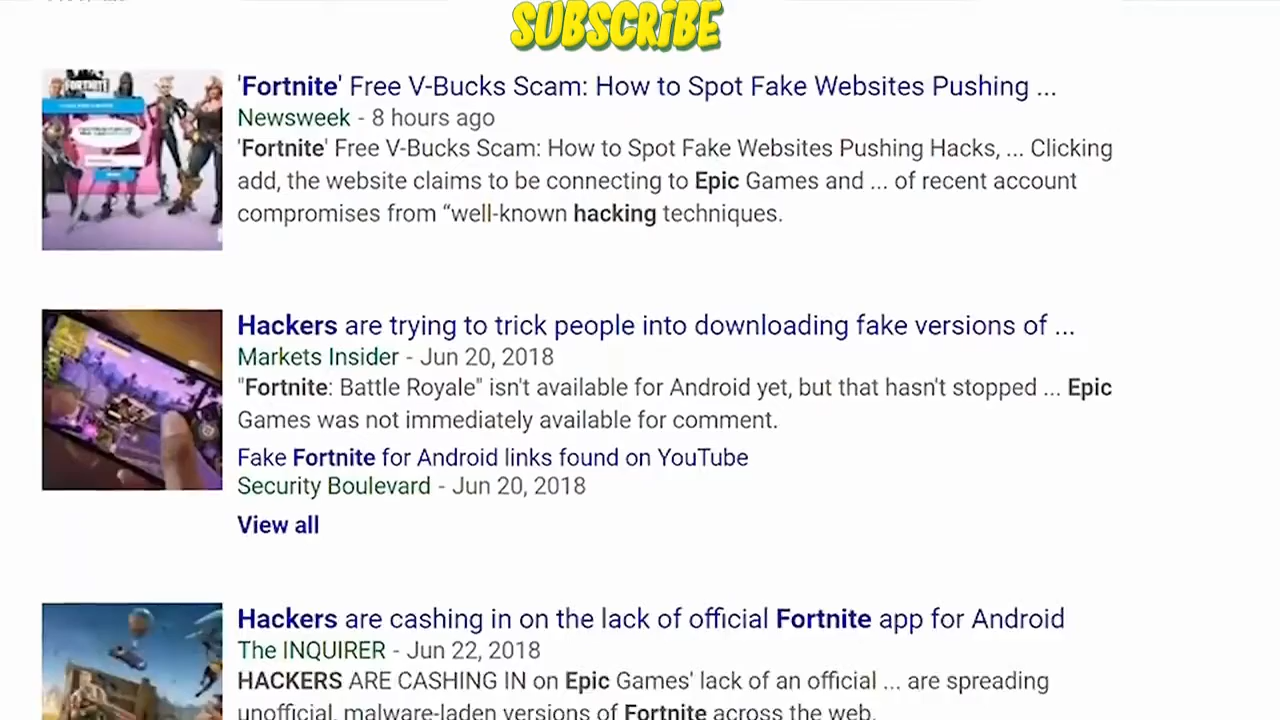 SUBSCRIBE
'Fortnite' Free V-Bucks Scam: How to Spot Fake Websites Pushing ...
Newsweek - 8 hours ago
'Fortnite' Free V-Bucks Scam: How to Spot Fake Websites Pushing Hacks, ... Clicking
add, the website claims to be connecting to Epic Games and ... of recent account
compromises from “well-known hacking techniques.
Hackers are trying to trick people into downloading fake versions of ...
Markets Insider - Jun 20, 2018
"Fortnite: Battle Royale" isn't available for Android yet, but that hasn't stopped ... Epic
Games was not immediately available for comment.
Fake Fortnite for Android links found on YouTube
Security Boulevard - Jun 20, 2018
View all
Hackers are cashing in on the lack of official Fortnite app for Android
The INQUIRER - Jun 22, 2018
HACKERS ARE CASHING IN on Epic Games' lack of an official ... are spreading
unofficial, malware-laden versions of Fortnite across the web.